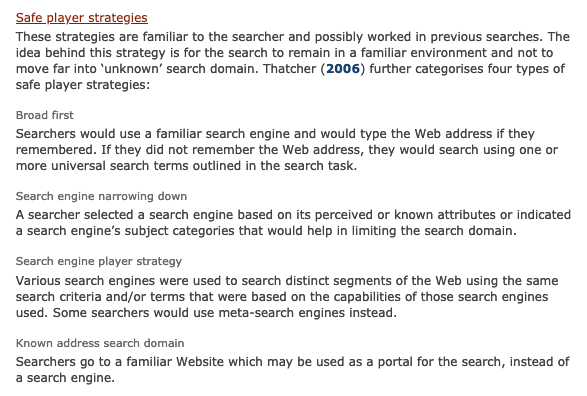 Safe player strategies
These strategies are familiar to the searcher and possibly worked in previous searches. The
idea behind this strategy is for the search to remain in a familiar environment and not to
move far into ‘unknown’ search domain. Thatcher (2006) further categorises four types of
safe player strategies:
Broad first
Searchers would use a familiar search engine and would type the Web address if they
remembered. If they did not remember the Web address, they would search using one or
more universal search terms outlined in the search task.
Search engine narrowing down
A searcher selected a search engine based on its perceived or known attributes or indicated
a search engine’s subject categories that would help in limiting the search domain.
Search engine player strategy
Various search engines were used to search distinct segments of the Web using the same
search criteria and/or terms that were based on the capabilities of those search engines
used. Some searchers would use meta-search engines instead.
Known address search domain
Searchers go to a familiar Website which may be used as a portal for the search, instead of
a search engine.